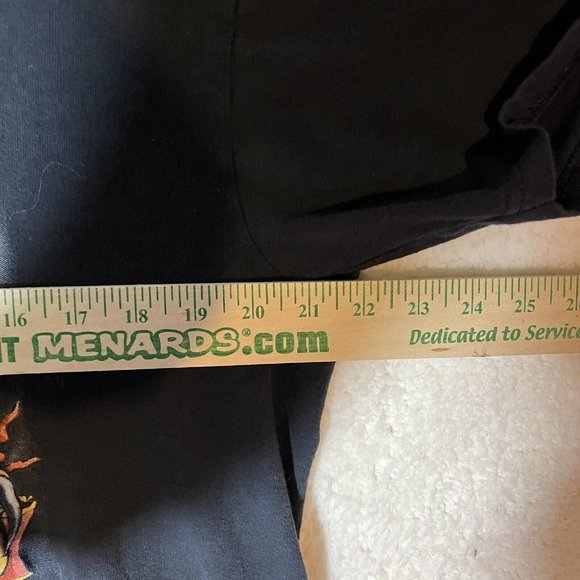 16 17 18 19 20 21 22 23 24 25
MENARDS®.com Dedicated to Service